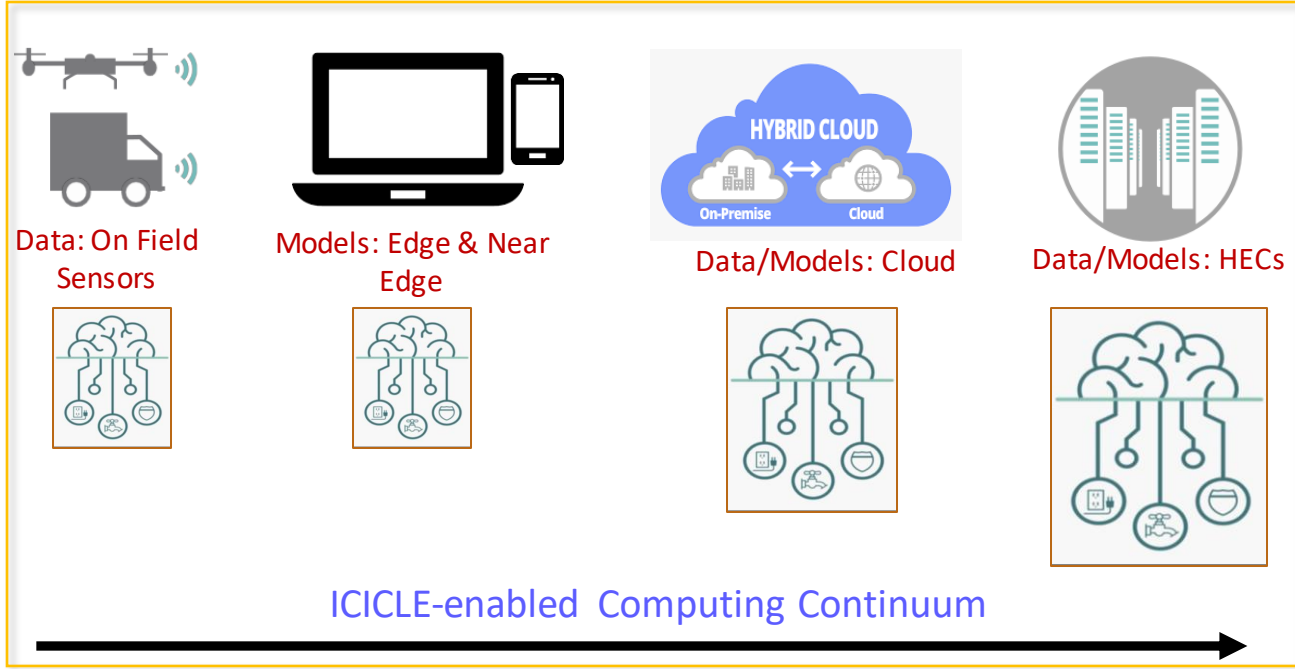 HYBRID CLOUD
On-Premise
Cloud
Data: On Field
Sensors
Models: Edge & Near
Edge
Data/Models: Cloud
Data/Models: HECs
ICICLE-enabled Computing Continuum